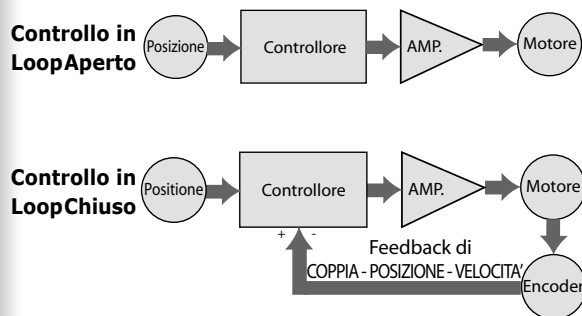 Controllo in
LoopAperto
Posizione
Controllore
AMP.
Motore
Controllo in
LoopChiuso
Positione
Controllore
AMP.
Motore
+ -
Feedback di
COPPIA - POSIZIONE - VELOCITA'
Encoder